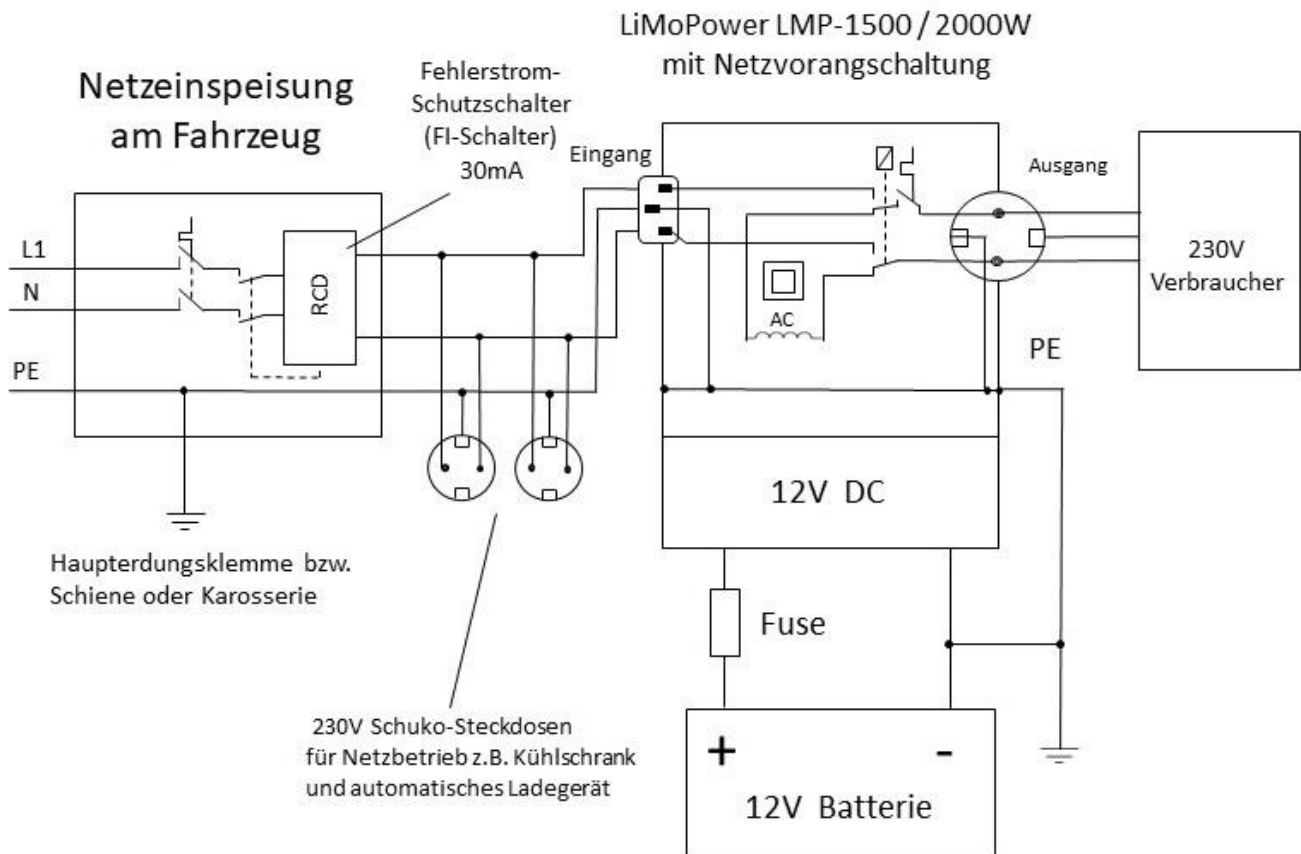 LiMoPower LMP-1500 / 2000W
mit Netzvorangschaltung
Netzeinspeisung
am Fahrzeug
Fehlerstrom-
Schutzschalter
(FI-Schalter)
30mA
Eingang
Ausgang
L1
N
PE
RCD
AC
230V
Verbraucher
PE
12V DC
Haupterdungsklemme bzw.
Schiene oder Karosserie
Fuse
230V Schuko-Steckdosen
für Netzbetrieb z.B. Kühlschrank
und automatisches Ladegerät
+ -
12V Batterie